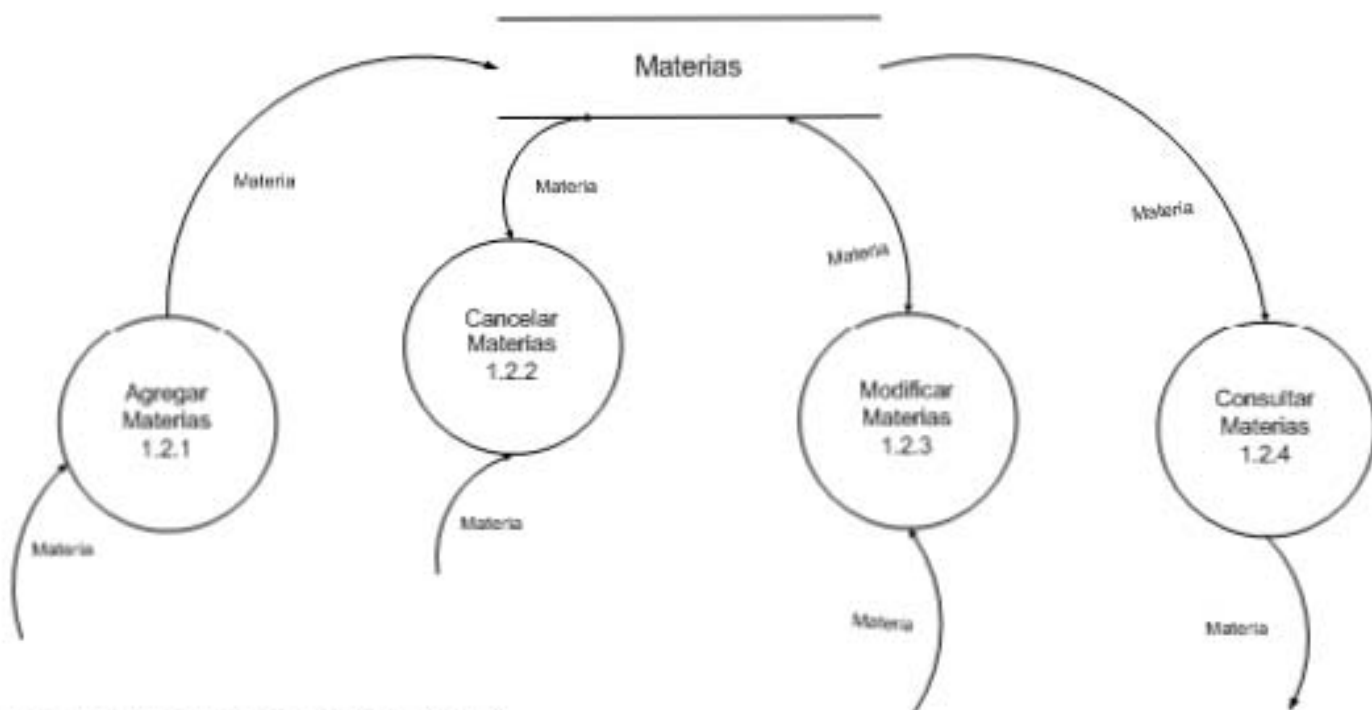 Materias
Materia
Materia
Materia
Materia
Cancelar
Materias
1.2.2
Agregar
Materias
1.2.1
Modificar
Materias
1.2.3
Consultar
Materias
1.2.4
Materia
Materia
Materia
Materia